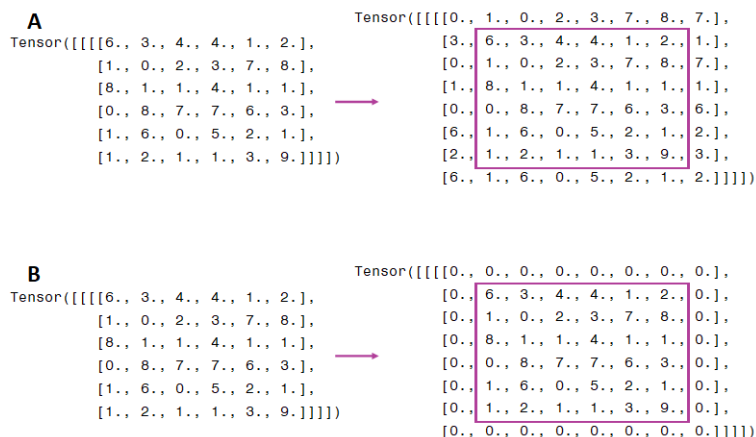 A
Tensor([[[[6., 3., 4., 4., 1., 2.],
[1., 0., 2., 3., 7., 8.],
[8., 1., 1., 4., 1., 1.],
[0., 8., 7., 7., 6., 3.],
[1., 6., 0., 5., 2., 1.],
[1., 2., 1., 1., 3., 9.]]]])
Tensor([[[[0., 1., 0., 2., 3., 7., 8., 7.],
[3., 6., 3., 4., 4., 1., 2., 1.],
[0., 1., 0., 2., 3., 7., 8., 7.],
[1., 8., 1., 1., 4., 1., 1., 1.],
[0., 0., 8., 7., 7., 6., 3., 6.],
[6., 1., 6., 0., 5., 2., 1., 2.],
[2., 1., 2., 1., 1., 3., 9., 3.],
[6., 1., 6., 0., 5., 2., 1., 2.]]]])
B
Tensor([[[[6., 3., 4., 4., 1., 2.],
[1., 0., 2., 3., 7., 8.],
[8., 1., 1., 4., 1., 1.],
[0., 8., 7., 7., 6., 3.],
[1., 6., 0., 5., 2., 1.],
[1., 2., 1., 1., 3., 9.]]]])
Tensor([[[[0., 0., 0., 0., 0., 0., 0., 0.],
[0., 6., 3., 4., 4., 1., 2., 0.],
[0., 1., 0., 2., 3., 7., 8., 0.],
[0., 8., 1., 1., 4., 1., 1., 0.],
[0., 0., 8., 7., 7., 6., 3., 0.],
[0., 1., 6., 0., 5., 2., 1., 0.],
[0., 1., 2., 1., 1., 3., 9., 0.],
[0., 0., 0., 0., 0., 0., 0., 0.]]]])